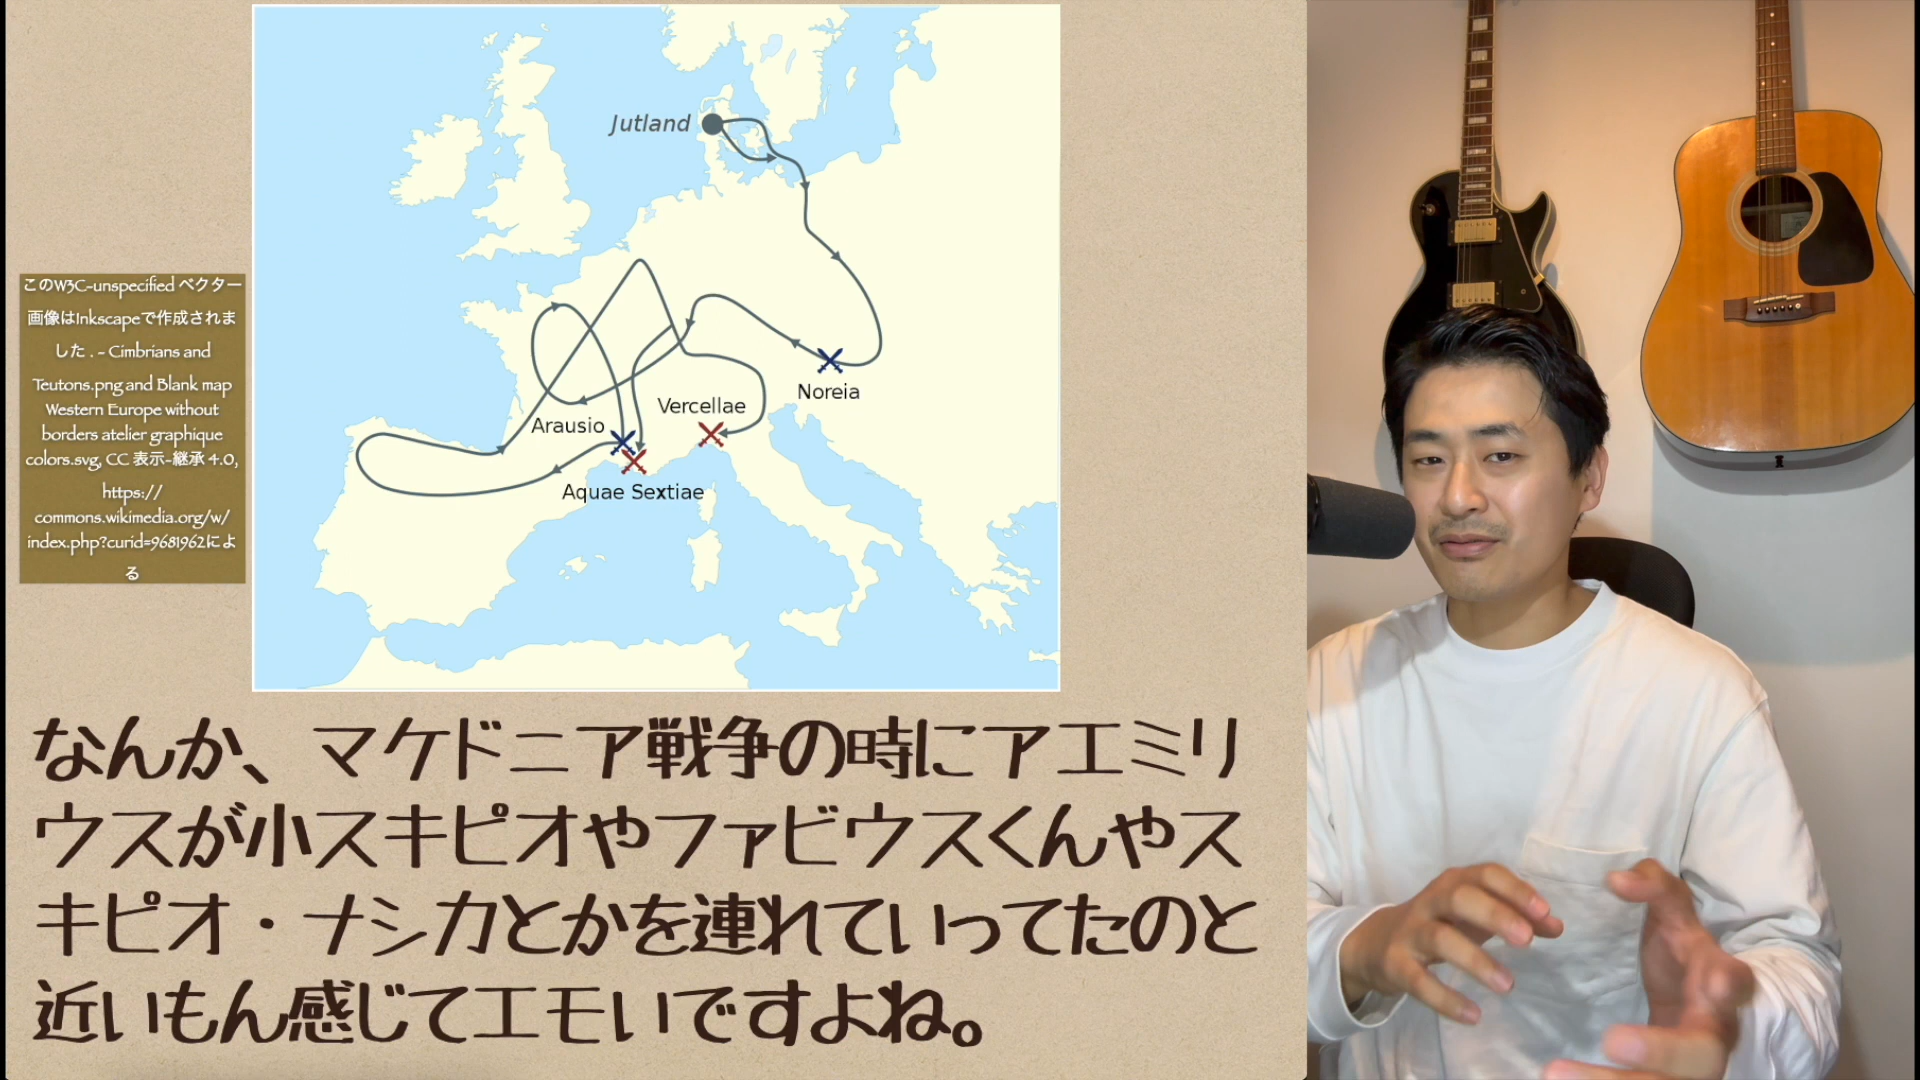 このW3C-unspecified ベクター
画像はInkscapeで作成されま
した . - Cimbrians and
Teutons.png and Blank map
Western Europe without
borders atelier graphique
colors.svg, CC 表示-継承 4.0,
https://
commons.wikimedia.org/w/
index.php?curid=9681962によ
る
Jutland
Noreia
Vercellae
Arausio
Aquae Sextiae
なんか、マケドニア戦争の時にアエミリ
ウスが小スキピオやファビウスくんやス
キピオ・ナシカとかを連れていってたのと
近いもん感じてエモいですよね。